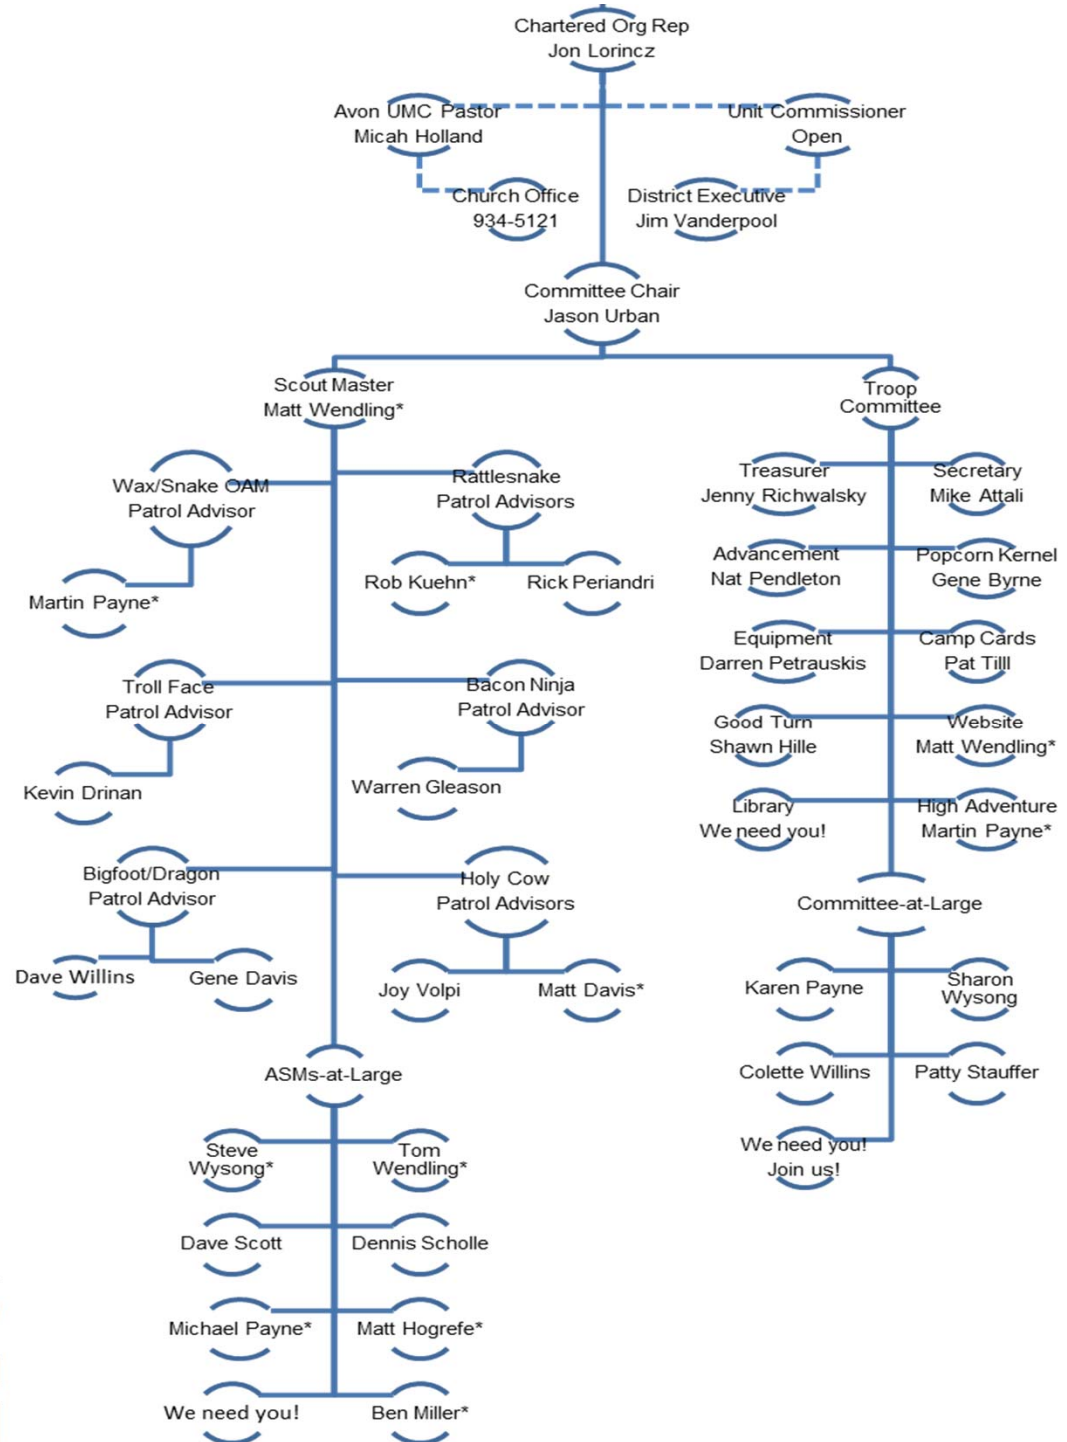 Chartered Org Rep
Jon Lorincz
Avon UMC Pastor
Micah Holland
Unit Commissioner
Open
Church Office
934-5121
District Executive
Jim Vanderpool
Committee Chair
Jason Urban
Scout Master
Matt Wendling*
Wax/Snake OAM
Patrol Advisor
Martin Payne*
Rattlesnake
Patrol Advisors
Rob Kuehn*
Rick Periandri
Troll Face
Patrol Advisor
Kevin Drinan
Bacon Ninja
Patrol Advisor
Warren Gleason
Bigfoot/Dragon
Patrol Advisor
Dave Willins
Gene Davis
Holy Cow
Patrol Advisors
Joy Volpi
Matt Davis*
ASMs-at-Large
Steve
Wysong*
Tom
Wendling*
Dave Scott
Dennis Scholle
Michael Payne*
Matt Hogrefe*
We need you!
Ben Miller*
Troop
Committee
Treasurer
Jenny Richwalsky
Secretary
Mike Attali
Advancement
Nat Pendleton
Popcorn Kernel
Gene Byrne
Equipment
Darren Petrauskis
Camp Cards
Pat Tilll
Good Turn
Shawn Hille
Website
Matt Wendling*
Library
We need you!
High Adventure
Martin Payne*
Committee-at-Large
Karen Payne
Sharon
Wysong
Colette Willins
Patty Stauffer
We need you!
Join us!